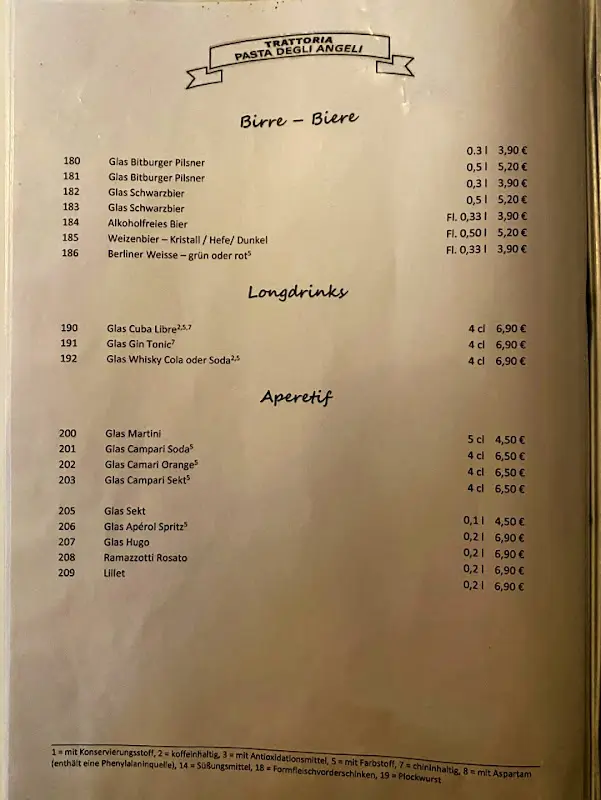 TRATTORIA
PASTA DEGLI ANGELI
Birre – Biere
180 Glas Bitburger Pilsner 0.3 l 3,90 €
181 Glas Bitburger Pilsner 0,5 l 5,20 €
182 Glas Schwarzbier 0,3 l 3,90 €
183 Glas Schwarzbier 0,5 l 5,20 €
184 Alkoholfreies Bier Fl. 0,33 l 3,90 €
185 Weizenbier – Kristall / Hefe/ Dunkel Fl. 0,50 l 5,20 €
186 Berliner Weisse – grün oder rot⁵ Fl. 0,33 l 3,90 €
Longdrinks
190 Glas Cuba Libre²,⁵,⁷ 4 cl 6,90 €
191 Glas Gin Tonic⁷ 4 cl 6,90 €
192 Glas Whisky Cola oder Soda²,⁵ 4 cl 6,90 €
Aperetif
200 Glas Martini 5 cl 4,50 €
201 Glas Campari Soda⁵ 4 cl 6,50 €
202 Glas Camari Orange⁵ 4 cl 6,50 €
203 Glas Campari Sekt⁵ 4 cl 6,50 €
205 Glas Sekt 0,1 l 4,50 €
206 Glas Apérol Spritz⁵ 0,2 l 6,90 €
207 Glas Hugo 0,2 l 6,90 €
208 Ramazzotti Rosato 0,2 l 6,90 €
209 Lillet 0,2 l 6,90 €
1 = mit Konservierungsstoff, 2 = koffeinhaltig, 3 = mit Antioxidationsmittel, 5 = mit Farbstoff, 7 = chininhaltig, 8 = mit Aspartam
(enthält eine Phenylalaninquelle), 14 = Süßungsmittel, 18 = Formfleischvorderschinken, 19 = Plockwurst